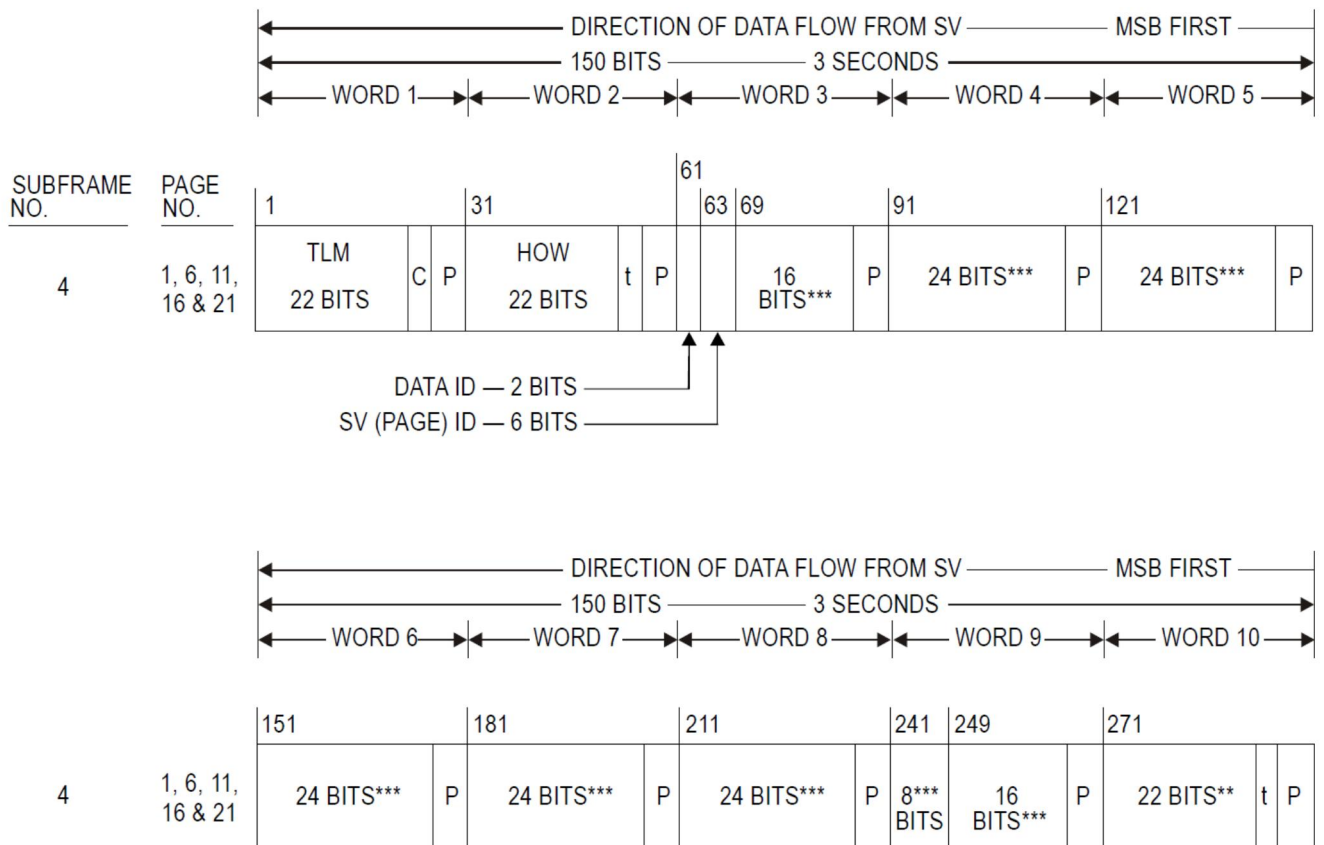 DIRECTION OF DATA FLOW FROM SV MSB FIRST
150 BITS 3 SECONDS
WORD 1 WORD 2 WORD 3 WORD 4 WORD 5
SUBFRAME NO. PAGE NO.
1 31 61 63 69 91 121
4
1, 6, 11,
16 & 21
TLM
22 BITS
C
P
HOW
22 BITS
t
P
16
BITS***
P
24 BITS***
P
24 BITS***
P
DATA ID — 2 BITS
SV (PAGE) ID — 6 BITS
DIRECTION OF DATA FLOW FROM SV MSB FIRST
150 BITS 3 SECONDS
WORD 6 WORD 7 WORD 8 WORD 9 WORD 10
151 181 211 241 249 271
4
1, 6, 11,
16 & 21
24 BITS***
P
24 BITS***
P
24 BITS***
P
8***
BITS
16
BITS***
P
22 BITS**
t
P